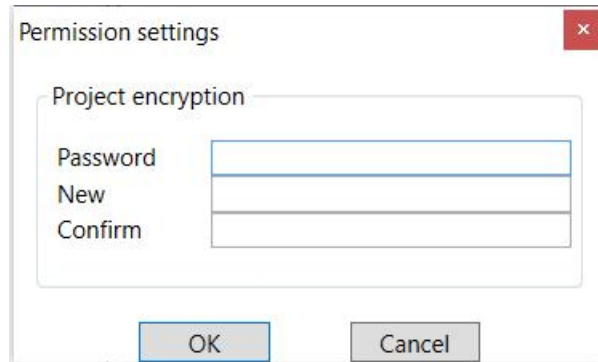 Permission settings
Project encryption
Password
New
Confirm
OK Cancel